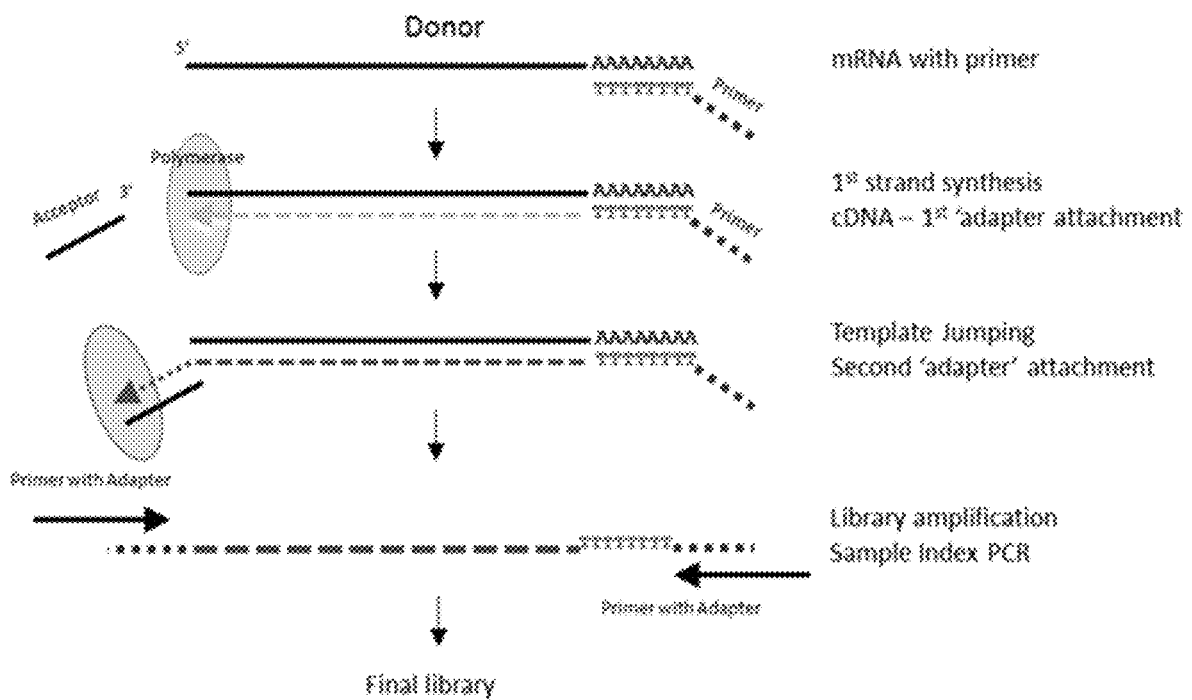 Donor
5'
AAAAAAAA
mRNA with primer
TTTTTTTT
Primer
Polymerase
Acceptor
3'
AAAAAAAA
1st strand synthesis
TTTTTTTT
Primer
cDNA – 1st 'adapter attachment
AAAAAAAA
Template Jumping
TTTTTTTT
Second 'adapter' attachment
Primer with Adapter
Library amplification
TTTTTTTT
Sample Index PCR
Primer with Adapter
Final library